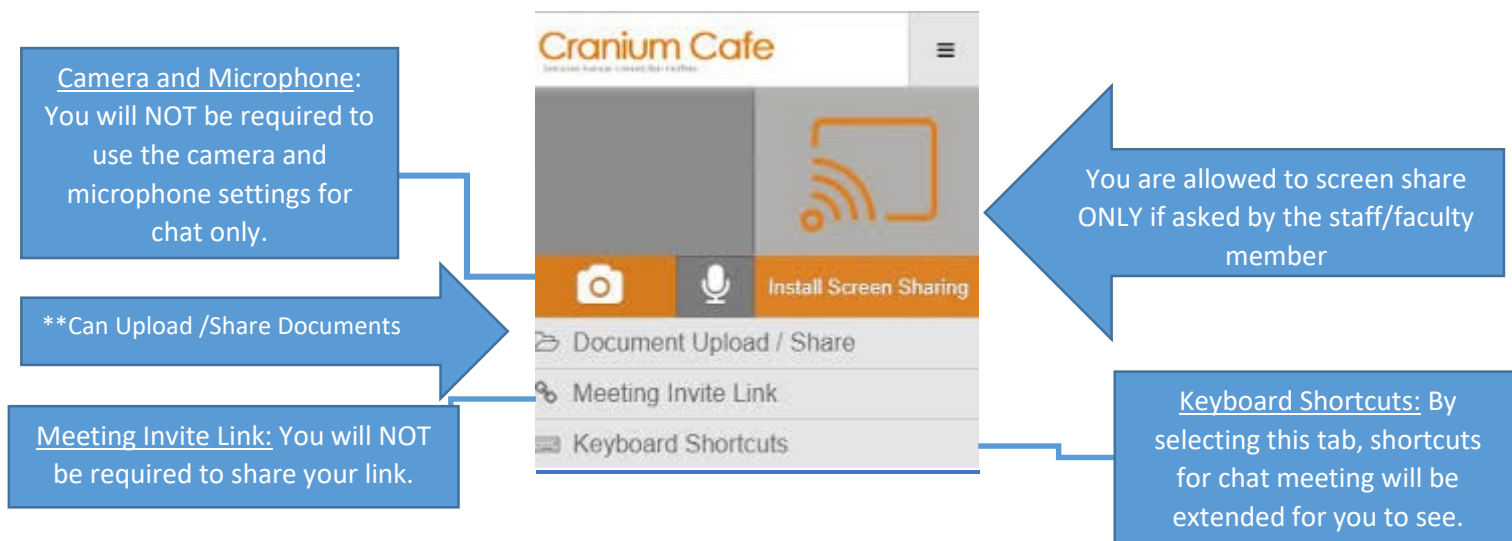 Cranium Cafe
Camera and Microphone:
You will NOT be required to
use the camera and
microphone settings for
chat only.
You are allowed to screen share
ONLY if asked by the staff/faculty
member
Install Screen Sharing
**Can Upload /Share Documents
Document Upload / Share
Meeting Invite Link
Keyboard Shortcuts
Meeting Invite Link: You will NOT
be required to share your link.
Keyboard Shortcuts: By
selecting this tab, shortcuts
for chat meeting will be
extended for you to see.